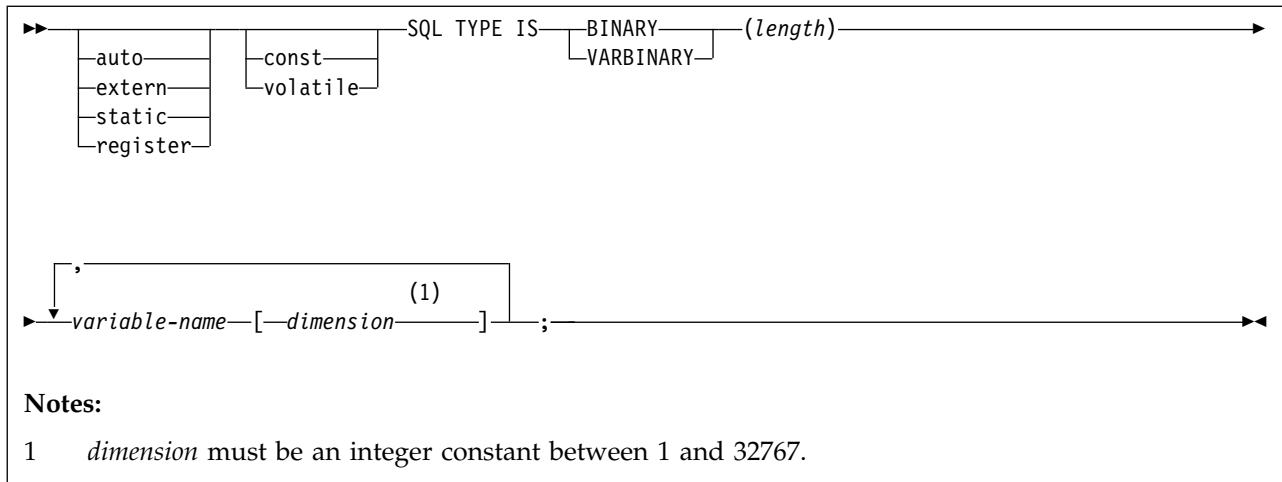 SQL TYPE IS BINARY (length)
auto const VARBINARY
extern volatile
static
register
,
(1)
variable-name [ dimension ] ;
Notes:
1 dimension must be an integer constant between 1 and 32767.